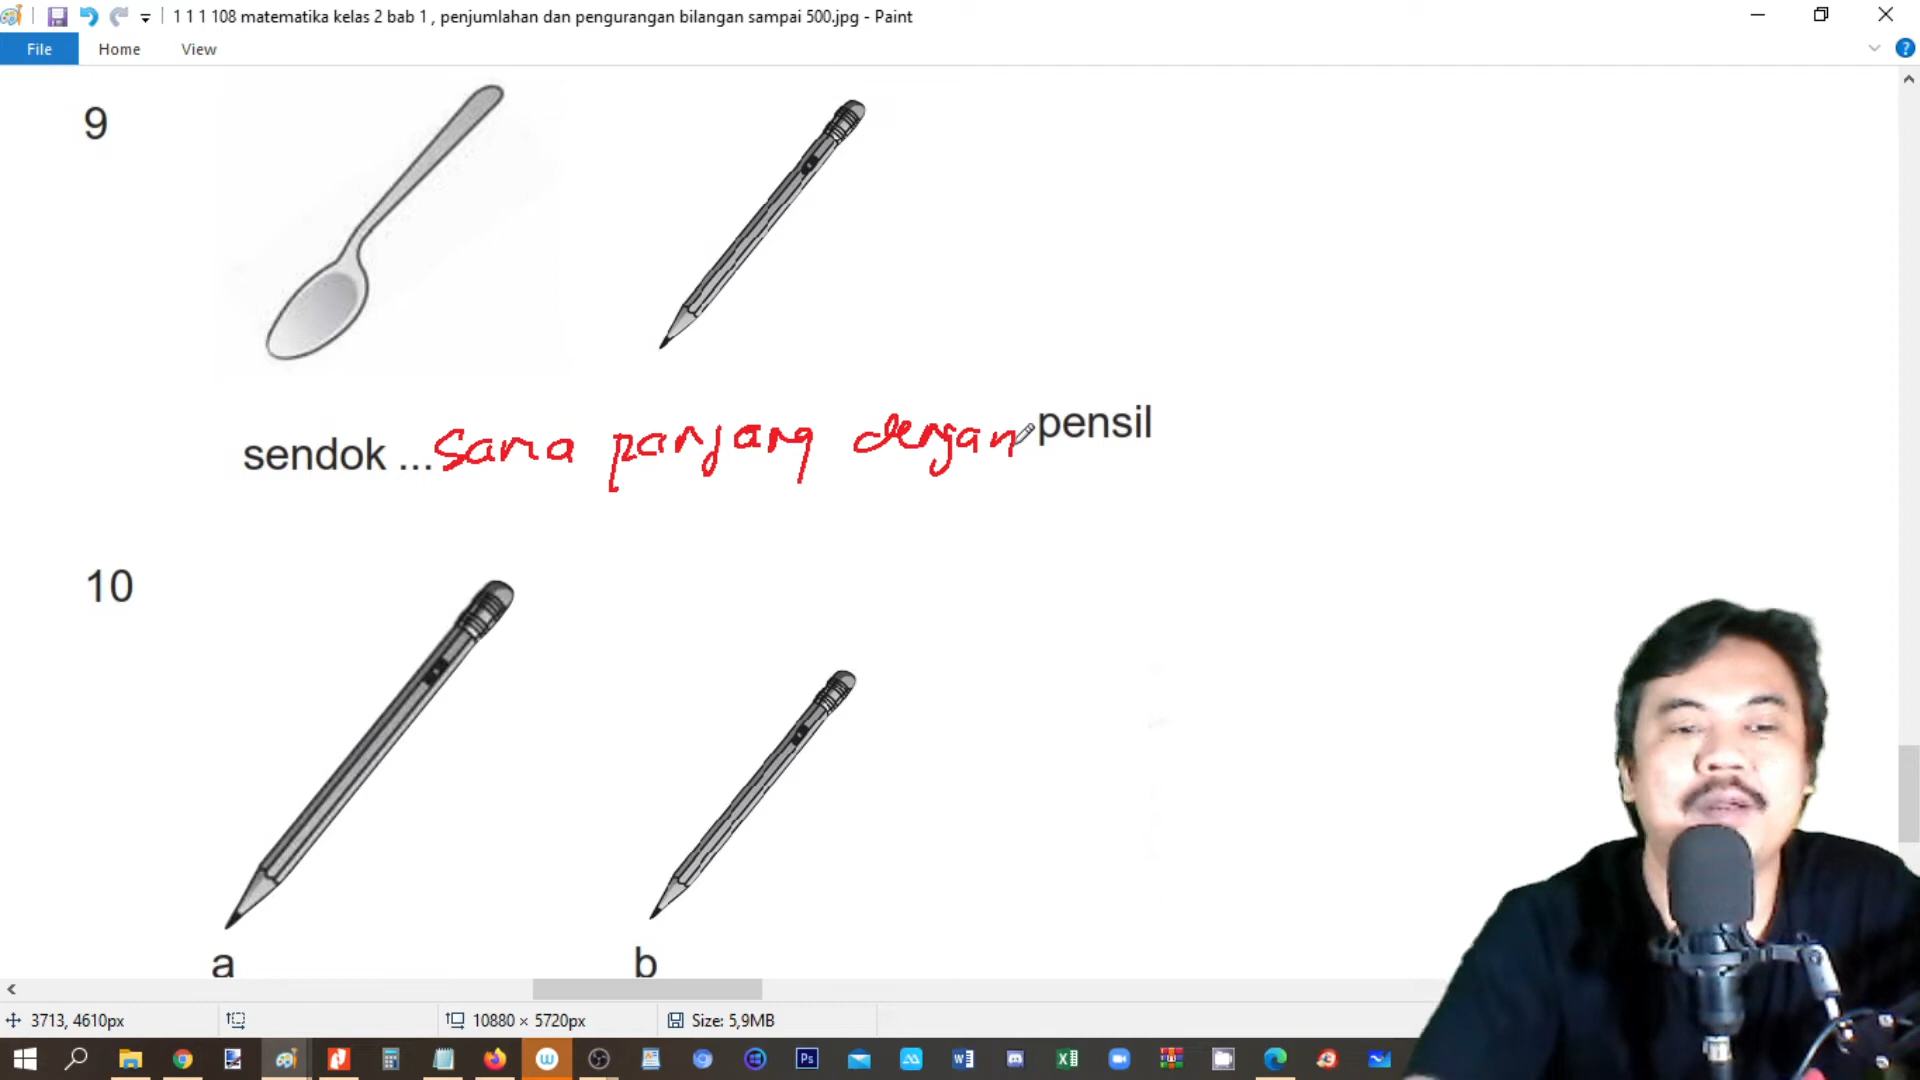 1 1 1 108 matematika kelas 2 bab 1 , penjumlahan dan pengurangan bilangan sampai 500.jpg - Paint
File Home View
9
sendok ... sama panjang dengan pensil
10
a b
3713, 4610px 10880 × 5720px Size: 5,9MB